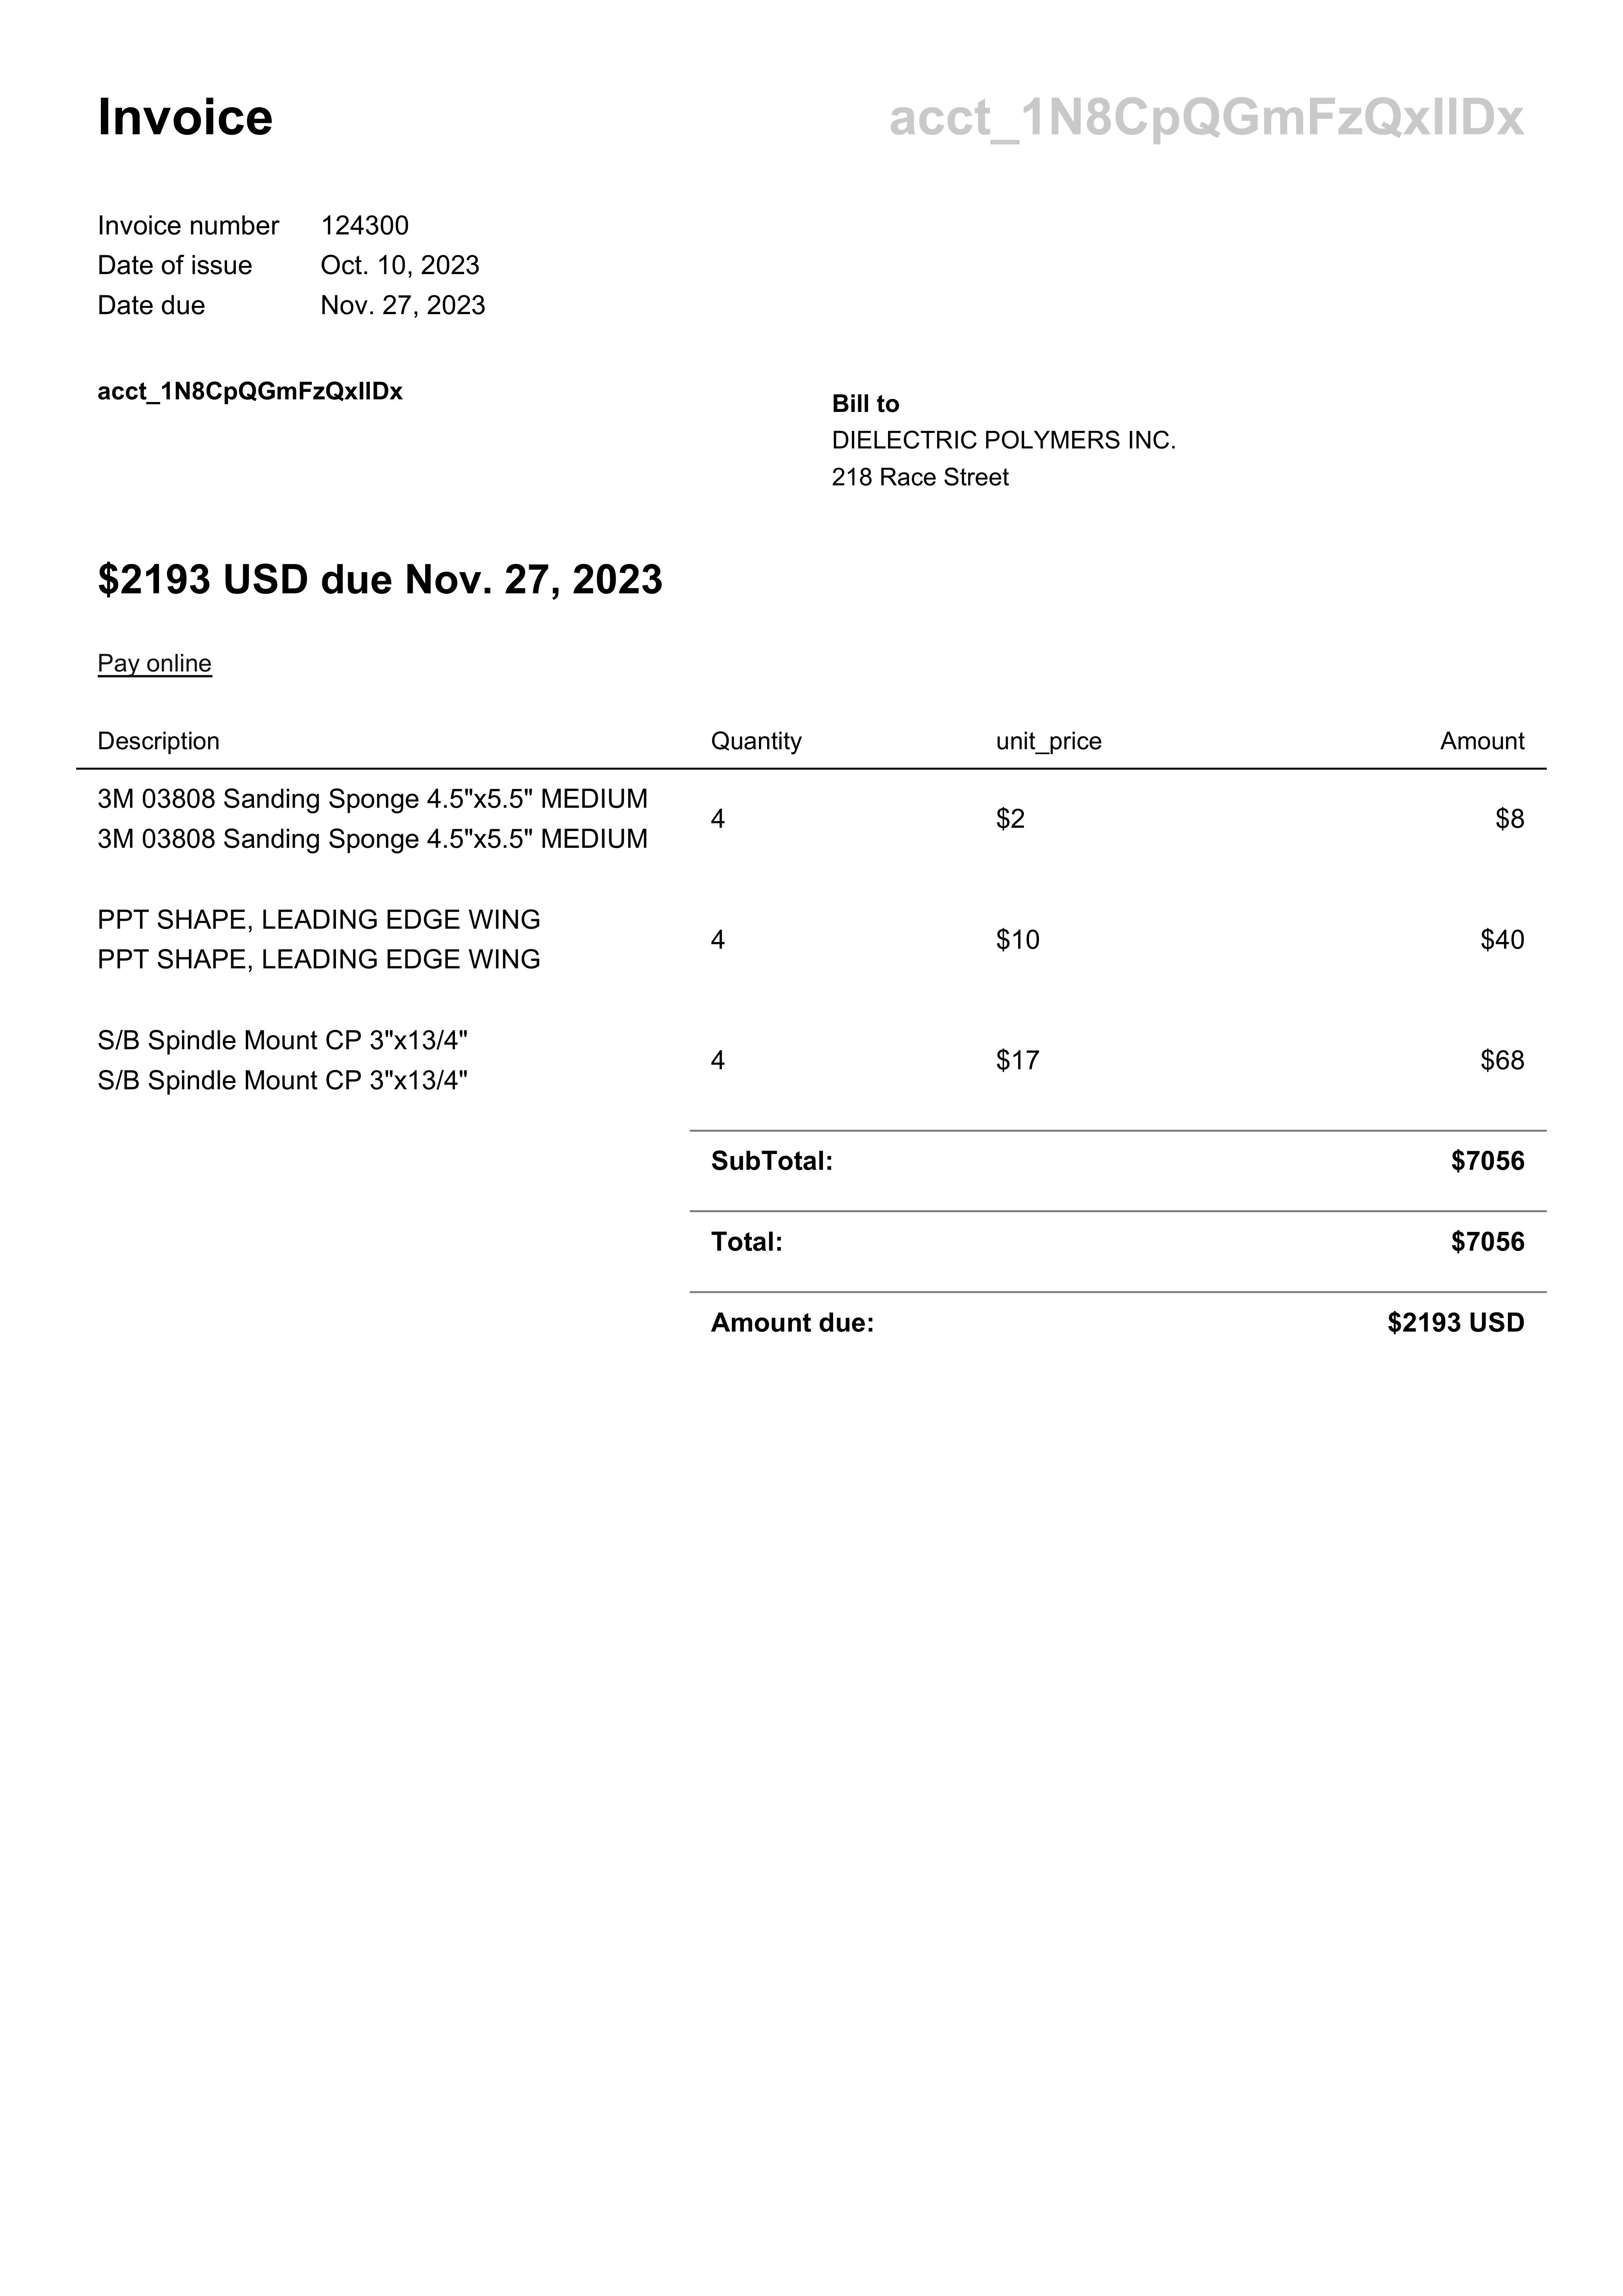 Invoice acct_1N8CpQGmFzQxIlDx
Invoice number 124300
Date of issue Oct. 10, 2023
Date due Nov. 27, 2023
acct_1N8CpQGmFzQxIlDx
Bill to
DIELECTRIC POLYMERS INC.
218 Race Street
$2193 USD due Nov. 27, 2023
Pay online
Description Quantity unit_price Amount
3M 03808 Sanding Sponge 4.5"x5.5" MEDIUM
3M 03808 Sanding Sponge 4.5"x5.5" MEDIUM
4 $2 $8
PPT SHAPE, LEADING EDGE WING
PPT SHAPE, LEADING EDGE WING
4 $10 $40
S/B Spindle Mount CP 3"x13/4"
S/B Spindle Mount CP 3"x13/4"
4 $17 $68
SubTotal: $7056
Total: $7056
Amount due: $2193 USD